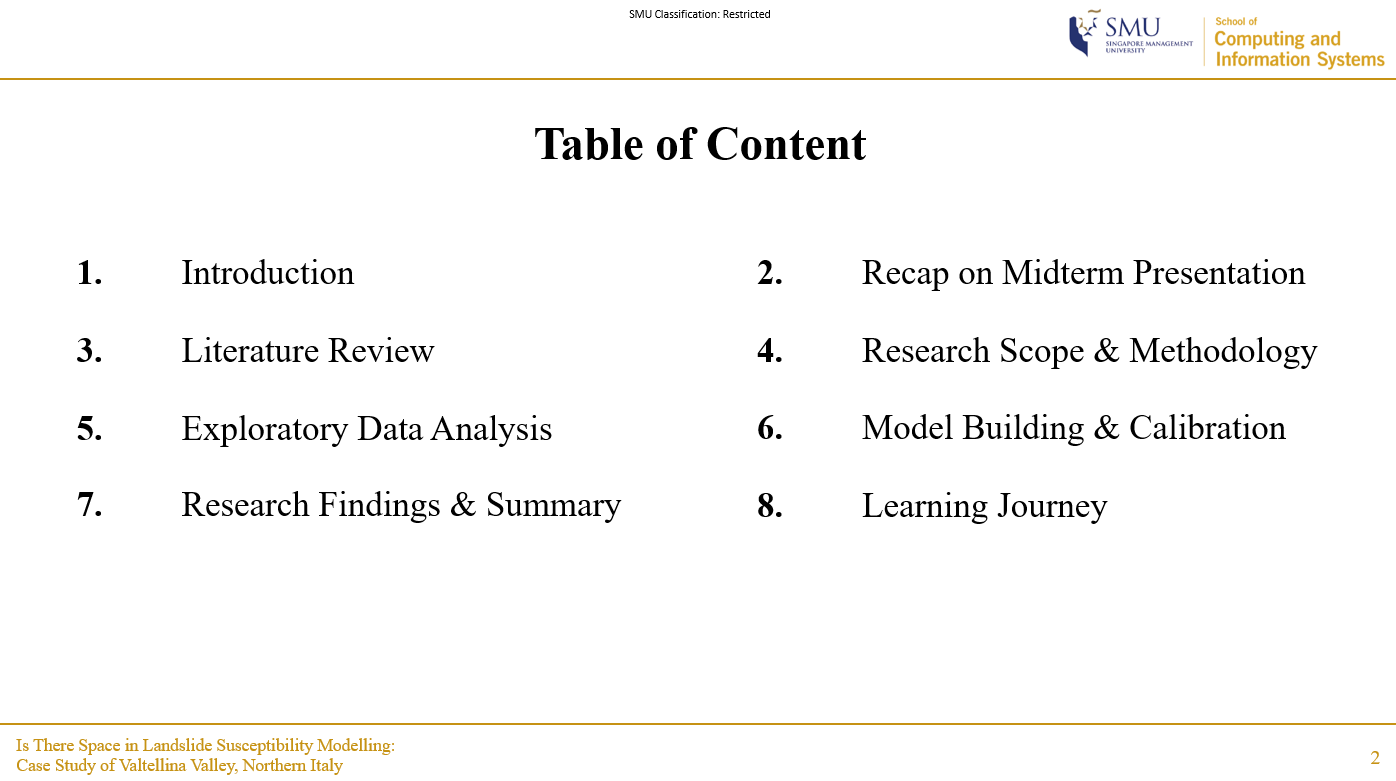 SMU Classification: Restricted
SMU
SINGAPORE MANAGEMENT
UNIVERSITY
School of
Computing and
Information Systems
Table of Content
1. Introduction
2. Recap on Midterm Presentation
3. Literature Review
4. Research Scope & Methodology
5. Exploratory Data Analysis
6. Model Building & Calibration
7. Research Findings & Summary
8. Learning Journey
Is There Space in Landslide Susceptibility Modelling:
Case Study of Valtellina Valley, Northern Italy
2